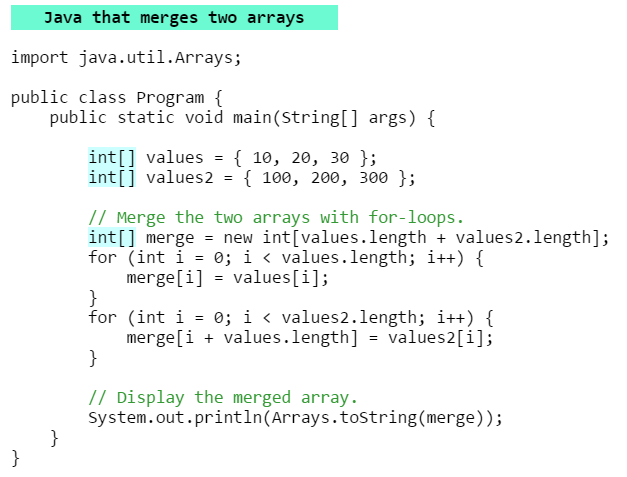 Java that merges two arrays
import java.util.Arrays;
public class Program {
    public static void main(String[] args) {
        int[] values = { 10, 20, 30 };
        int[] values2 = { 100, 200, 300 };
        // Merge the two arrays with for-loops.
        int[] merge = new int[values.length + values2.length];
        for (int i = 0; i < values.length; i++) {
            merge[i] = values[i];
        }
        for (int i = 0; i < values2.length; i++) {
            merge[i + values.length] = values2[i];
        }
        // Display the merged array.
        System.out.println(Arrays.toString(merge));
    }
}